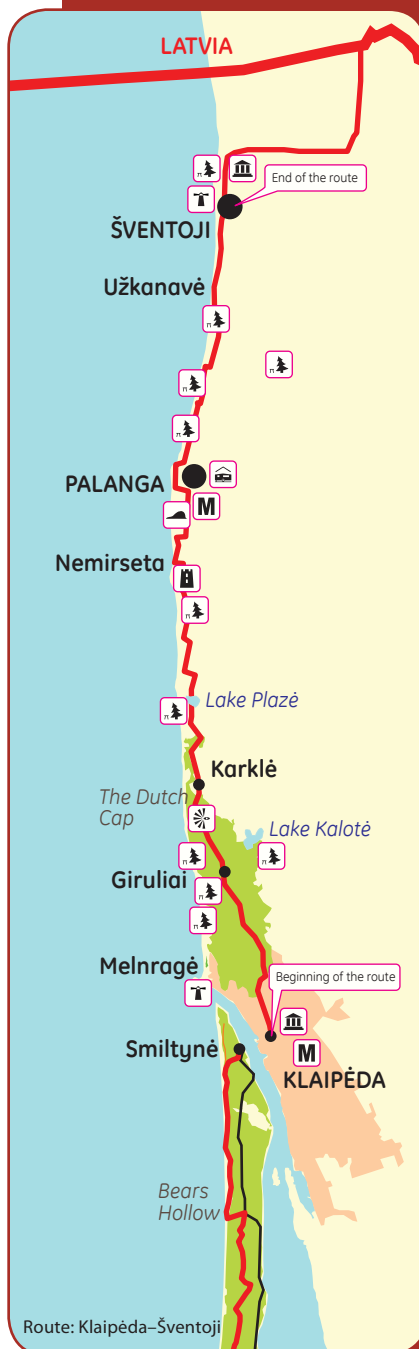 LATVIA
End of the route
ŠVENTOJI
Užkanavė
PALANGA
M
Nemirseta
Lake Plazė
Karklė
The Dutch
Cap
Lake Kalotė
Giruliai
Melnragė
Beginning of the route
Smiltynė
M
KLAIPĖDA
Bears
Hollow
Route: Klaipėda–Šventoji